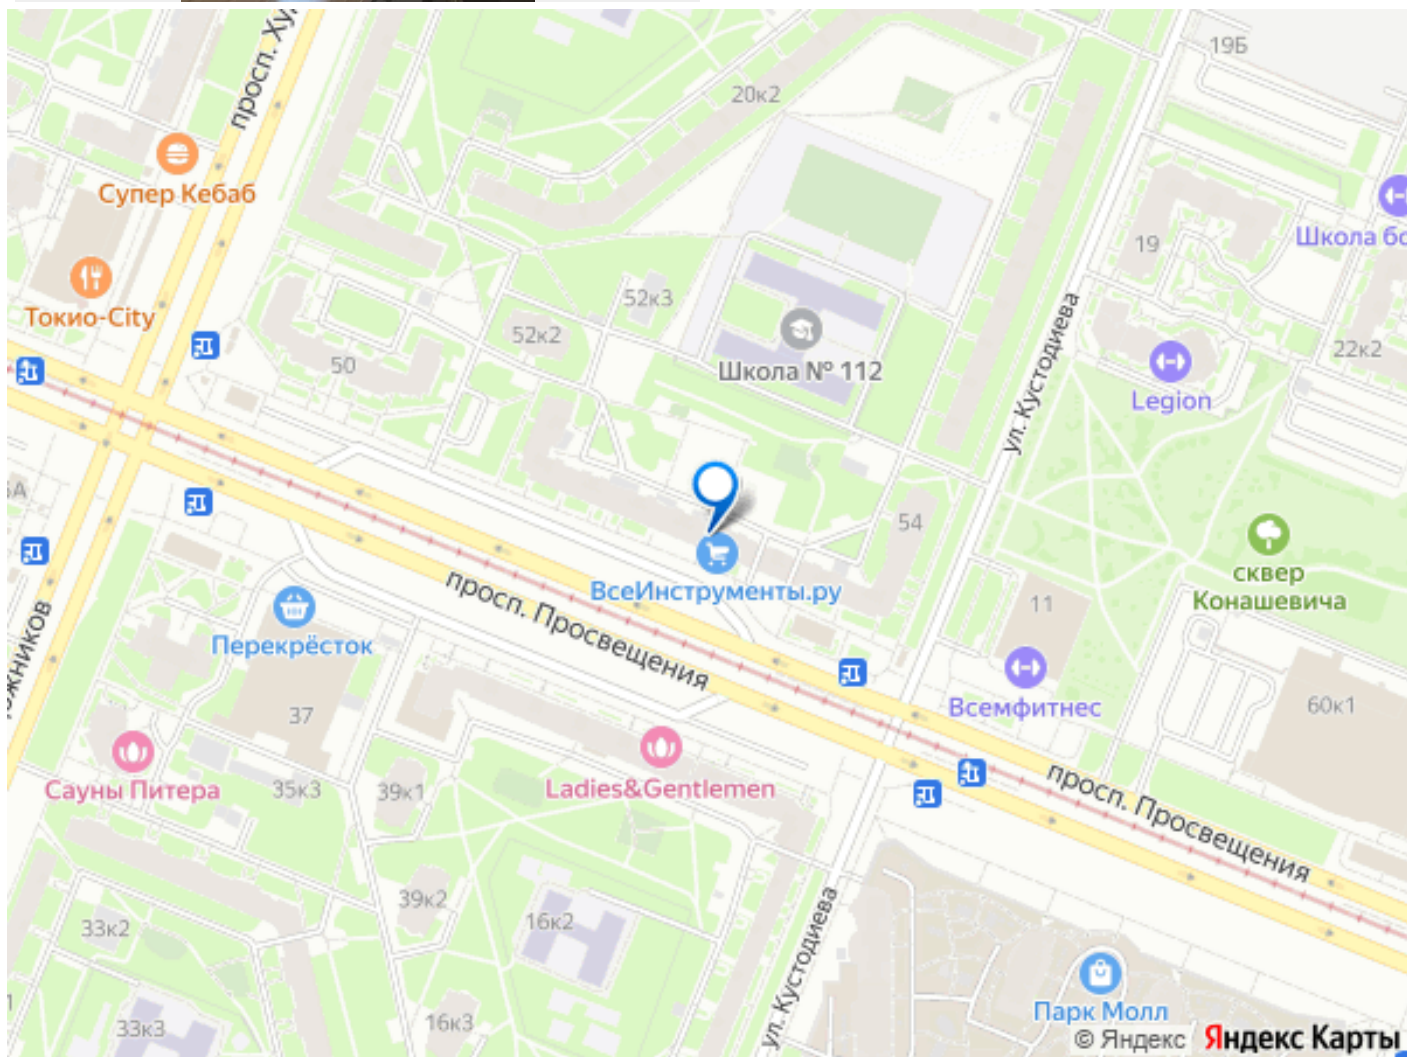 просп. Ху
19Б
20к2
Супер Кебаб
Школа бо
19
52к3
Токио-City
52к2
22к2
50
Школа № 112
ул. Кустодиева
Legion
54
сквер
Конашевича
ВсеИнструменты.ру
11
просп. Просвещения
Перекрёсток
ожников
Всемфитнес
60к1
37
Сауны Питера
35к3
39к1
Ladies&Gentlemen
просп. Просвещения
39к2
16к2
33к2
ул. Кустодиева
Парк Молл
33к3
16к3
© Яндекс Яндекс Карты